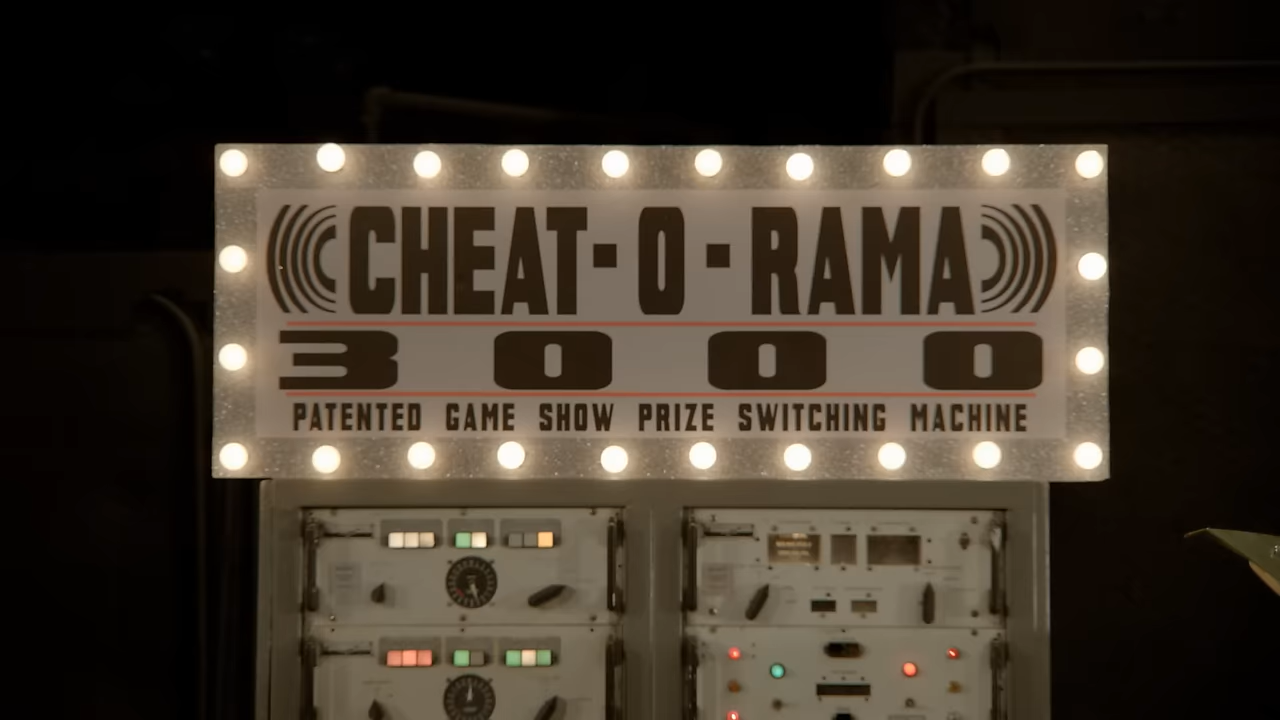 CHEAT-O-RAMA
3000
PATENTED GAME SHOW PRIZE SWITCHING MACHINE